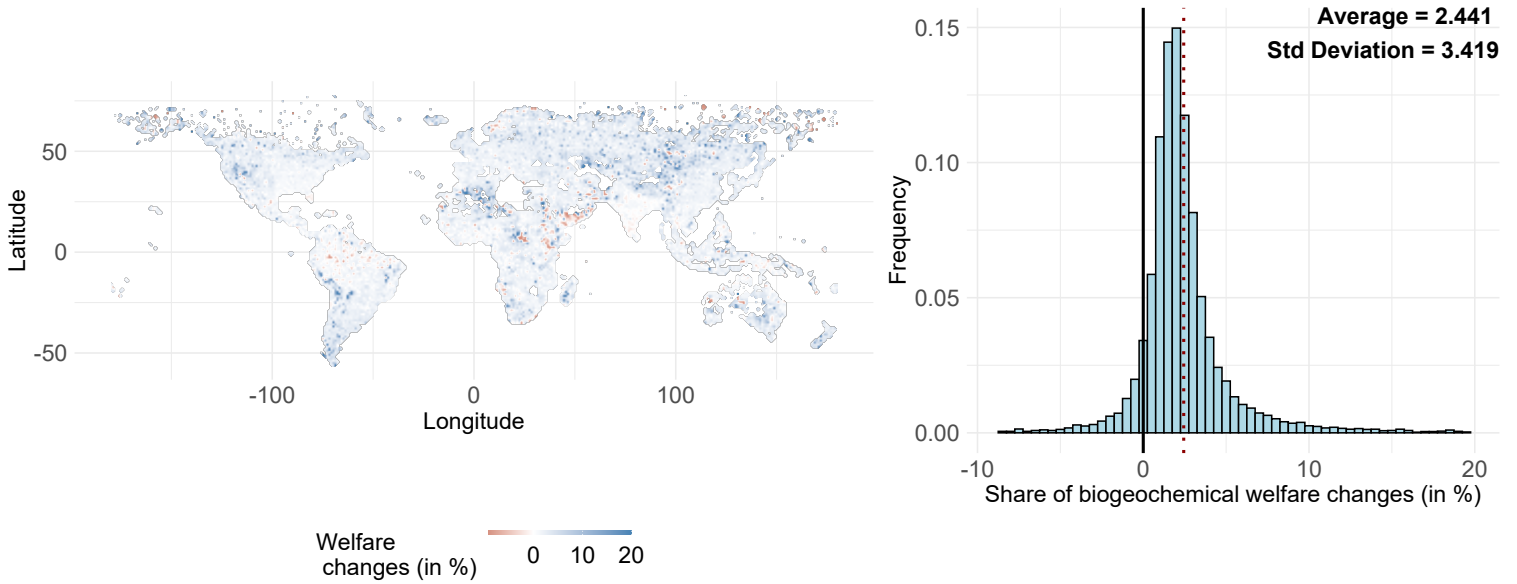 50
0
-50
Latitude
-100
0
100
Longitude
Welfare
changes (in %)
0
10
20
Average = 2.441
Std Deviation = 3.419
0.15
0.10
0.05
0.00
Frequency
-10
0
10
20
Share of biogeochemical welfare changes (in %)